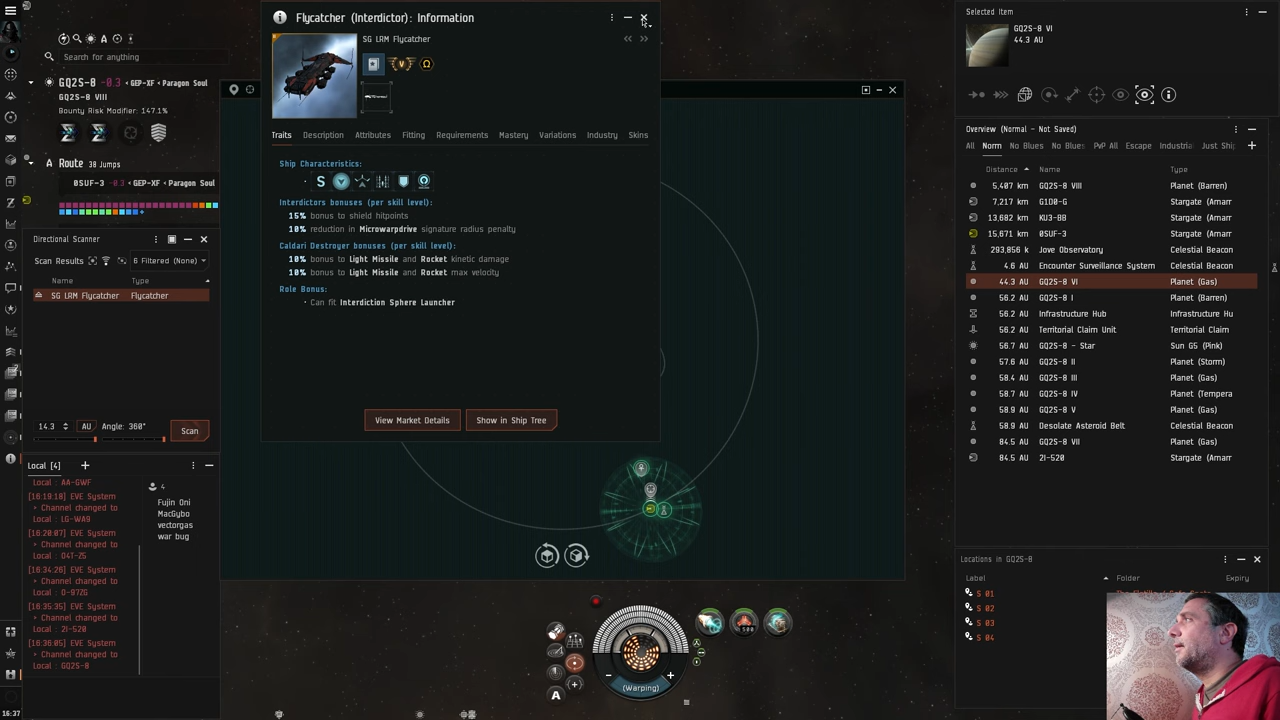 Flycatcher (Interdictor): Information
SG LRM Flycatcher
Traits Description Attributes Fitting Requirements Mastery Variations Industry Skins
Ship Characteristics:
S
Interdictors bonuses (per skill level):
15% bonus to shield hitpoints
10% reduction in Microwarpdrive signature radius penalty
Caldari Destroyer bonuses (per skill level):
10% bonus to Light Missile and Rocket kinetic damage
10% bonus to Light Missile and Rocket max velocity
Role Bonus:
· Can fit Interdiction Sphere Launcher
View Market Details Show in Ship Tree
Search for anything
GQ2S-8 -0.3 < GEP-XF < Paragon Soul
GQ2S-8 VIII
Bounty Risk Modifier: 147.1%
Route 38 Jumps
0SUF-3 -0.3 < GEP-XF < Paragon Soul
Directional Scanner
Scan Results 6 Filtered (None)
Name Type
SG LRM Flycatcher Flycatcher
14.3 AU Angle: 360° Scan
Local [4]
Local : AA-GWF
[16:19:18] EVE System
> Channel changed to
Local : LG-WA9
[16:20:07] EVE System
> Channel changed to
Local : O4T-Z5
[16:34:26] EVE System
> Channel changed to
Local : O-97ZG
[16:35:35] EVE System
> Channel changed to
Local : 2I-520
[16:36:05] EVE System
> Channel changed to
Local : GQ2S-8
4
Fujin Oni
MacGybo
vectorgas
war bug
16:37
A
(Warping)
Selected Item
GQ2S-8 VI
44.3 AU
Overview (Normal - Not Saved)
All Norm No Blues No Blues PvP All Escape Industria Just Ship
Distance Name Type
5,407 km GQ2S-8 VIII Planet (Barren)
7,217 km G1D0-G Stargate (Amarr
13,682 km KU3-BB Stargate (Amarr
15,671 km 0SUF-3 Stargate (Amarr
293,856 k Jove Observatory Celestial Beacon
4.6 AU Encounter Surveillance System Celestial Beacon
44.3 AU GQ2S-8 VI Planet (Gas)
56.2 AU GQ2S-8 I Planet (Barren)
56.2 AU Infrastructure Hub Infrastructure Hu
56.2 AU Territorial Claim Unit Territorial Claim
56.7 AU GQ2S-8 - Star Sun G5 (Pink)
57.6 AU GQ2S-8 II Planet (Storm)
58.4 AU GQ2S-8 III Planet (Gas)
58.7 AU GQ2S-8 IV Planet (Tempera
58.9 AU GQ2S-8 V Planet (Gas)
58.9 AU Desolate Asteroid Belt Celestial Beacon
84.5 AU GQ2S-8 VII Planet (Gas)
84.5 AU 2I-520 Stargate (Amarr
Locations in GQ2S-8
Label Folder Expiry
S 01
S 02
S 03
S 04